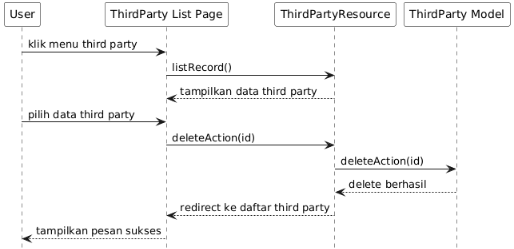 User
ThirdParty List Page
ThirdPartyResource
ThirdParty Model
klik menu third party
listRecord()
tampilkan data third party
pilih data third party
deleteAction(id)
deleteAction(id)
delete berhasil
redirect ke daftar third party
tampilkan pesan sukses